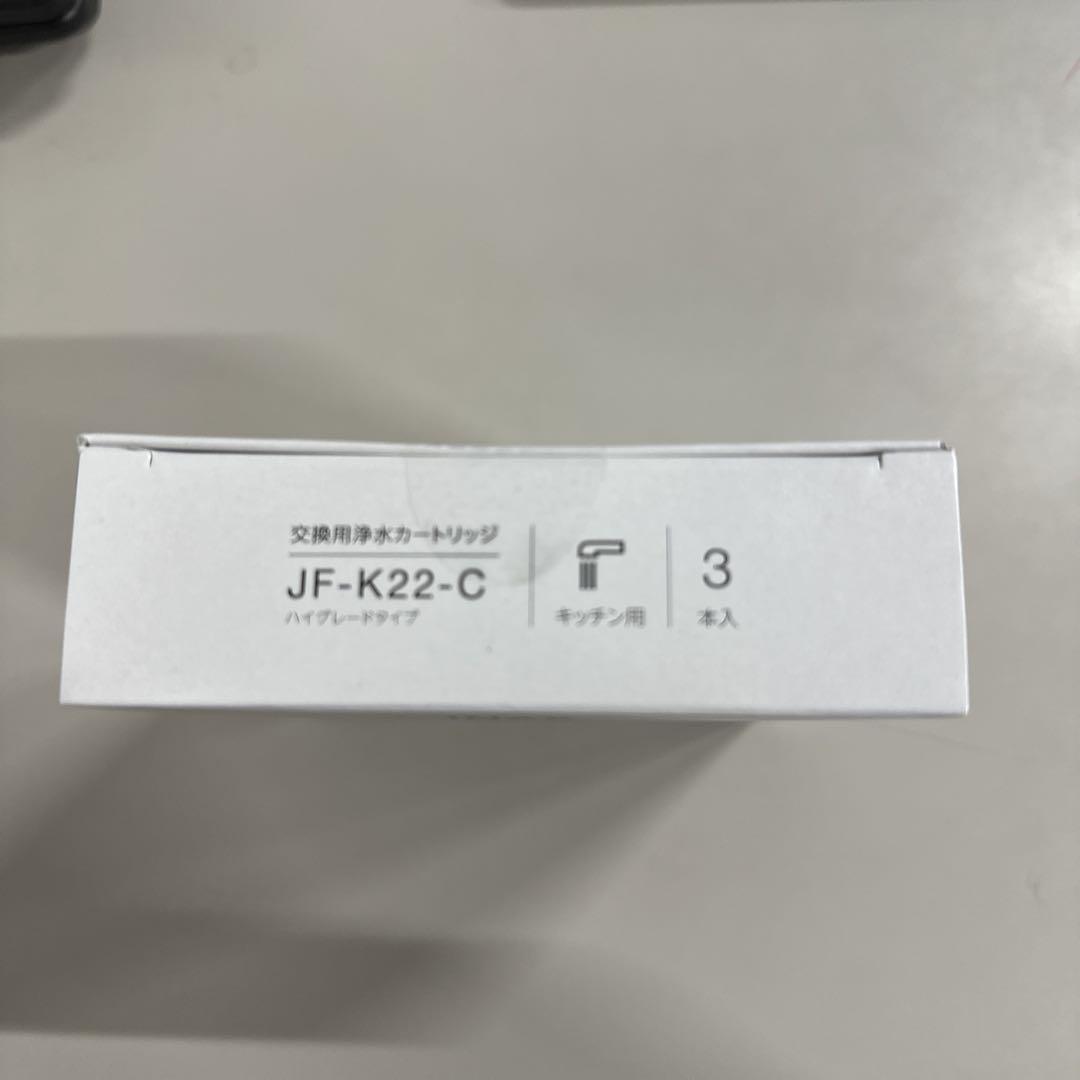 交換用浄水カートリッジ
JF-K22-C
ハイグレードタイプ
キッチン用
3
本入